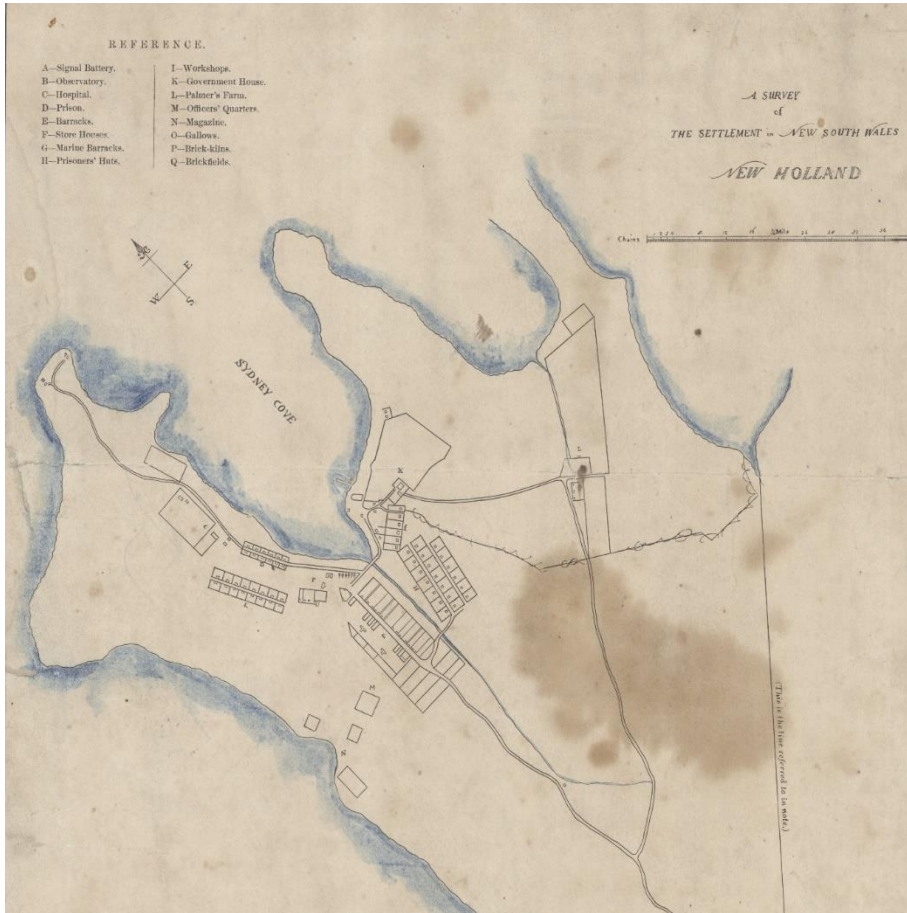 REFERENCE.
A—Signal Battery.
B—Observatory.
C—Hospital.
D—Prison.
E—Barracks.
F—Store Houses.
G—Marine Barracks.
H—Prisoners' Huts.
I—Workshops.
K—Government House.
L—Palmer's Farm.
M—Officers' Quarters.
N—Magazine.
O—Gallows.
P—Brick-kilns.
Q—Brickfields.
A SURVEY
of
THE SETTLEMENT in NEW SOUTH WALES
NEW HOLLAND
Chains
E
W
S
SYDNEY COVE
K
L
M
N
(This is the line referred to in note.)